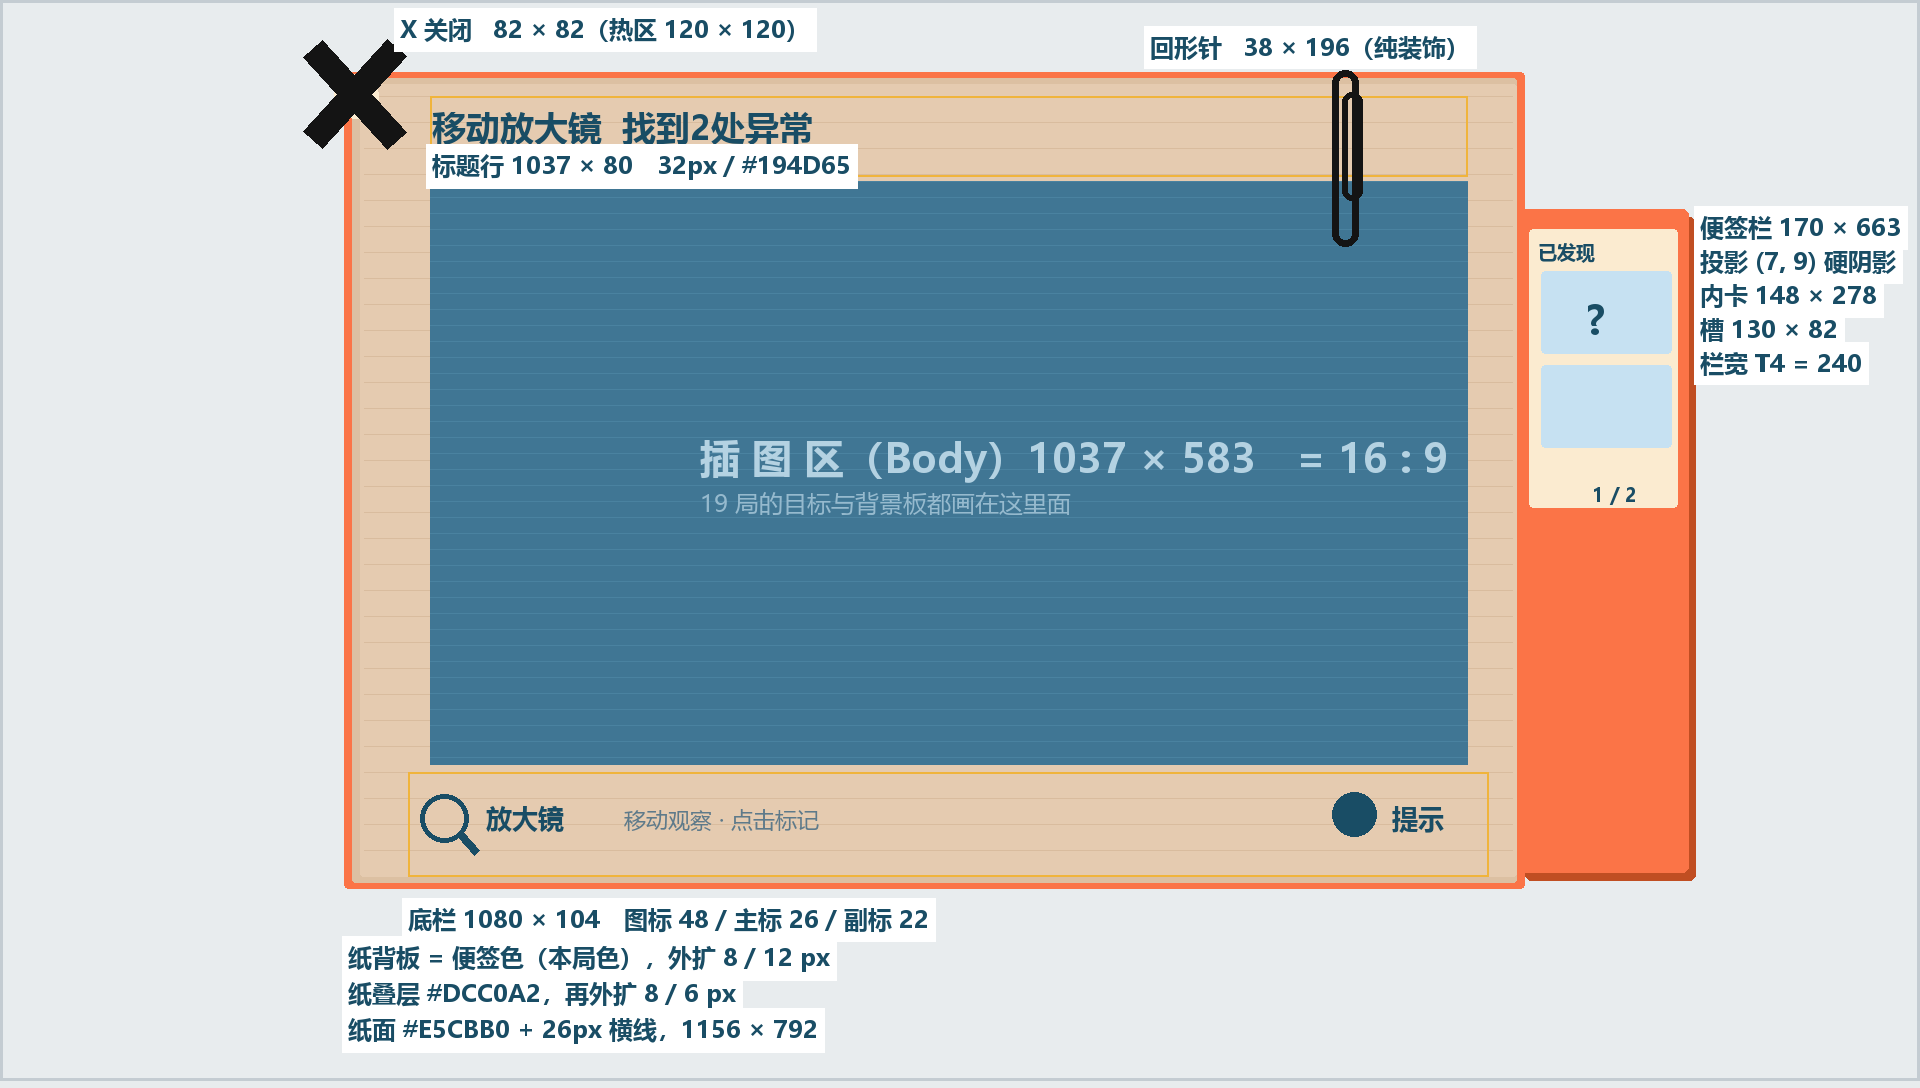 X 关闭 82 × 82（热区 120 × 120）
回形针 38 × 196（纯装饰）
移动放大镜 找到2处异常
标题行 1037 × 80 32px / #194D65
便签栏 170 × 663
投影 (7, 9) 硬阴影
内卡 148 × 278
槽 130 × 82
栏宽 T4 = 240
已发现
?
1 / 2
插 图 区（Body）1037 × 583 = 16 : 9
19 局的目标与背景板都画在这里面
放大镜 移动观察 · 点击标记
提示
底栏 1080 × 104 图标 48 / 主标 26 / 副标 22
纸背板 = 便签色（本局色），外扩 8 / 12 px
纸叠层 #DCC0A2，再外扩 8 / 6 px
纸面 #E5CBB0 + 26px 横线，1156 × 792